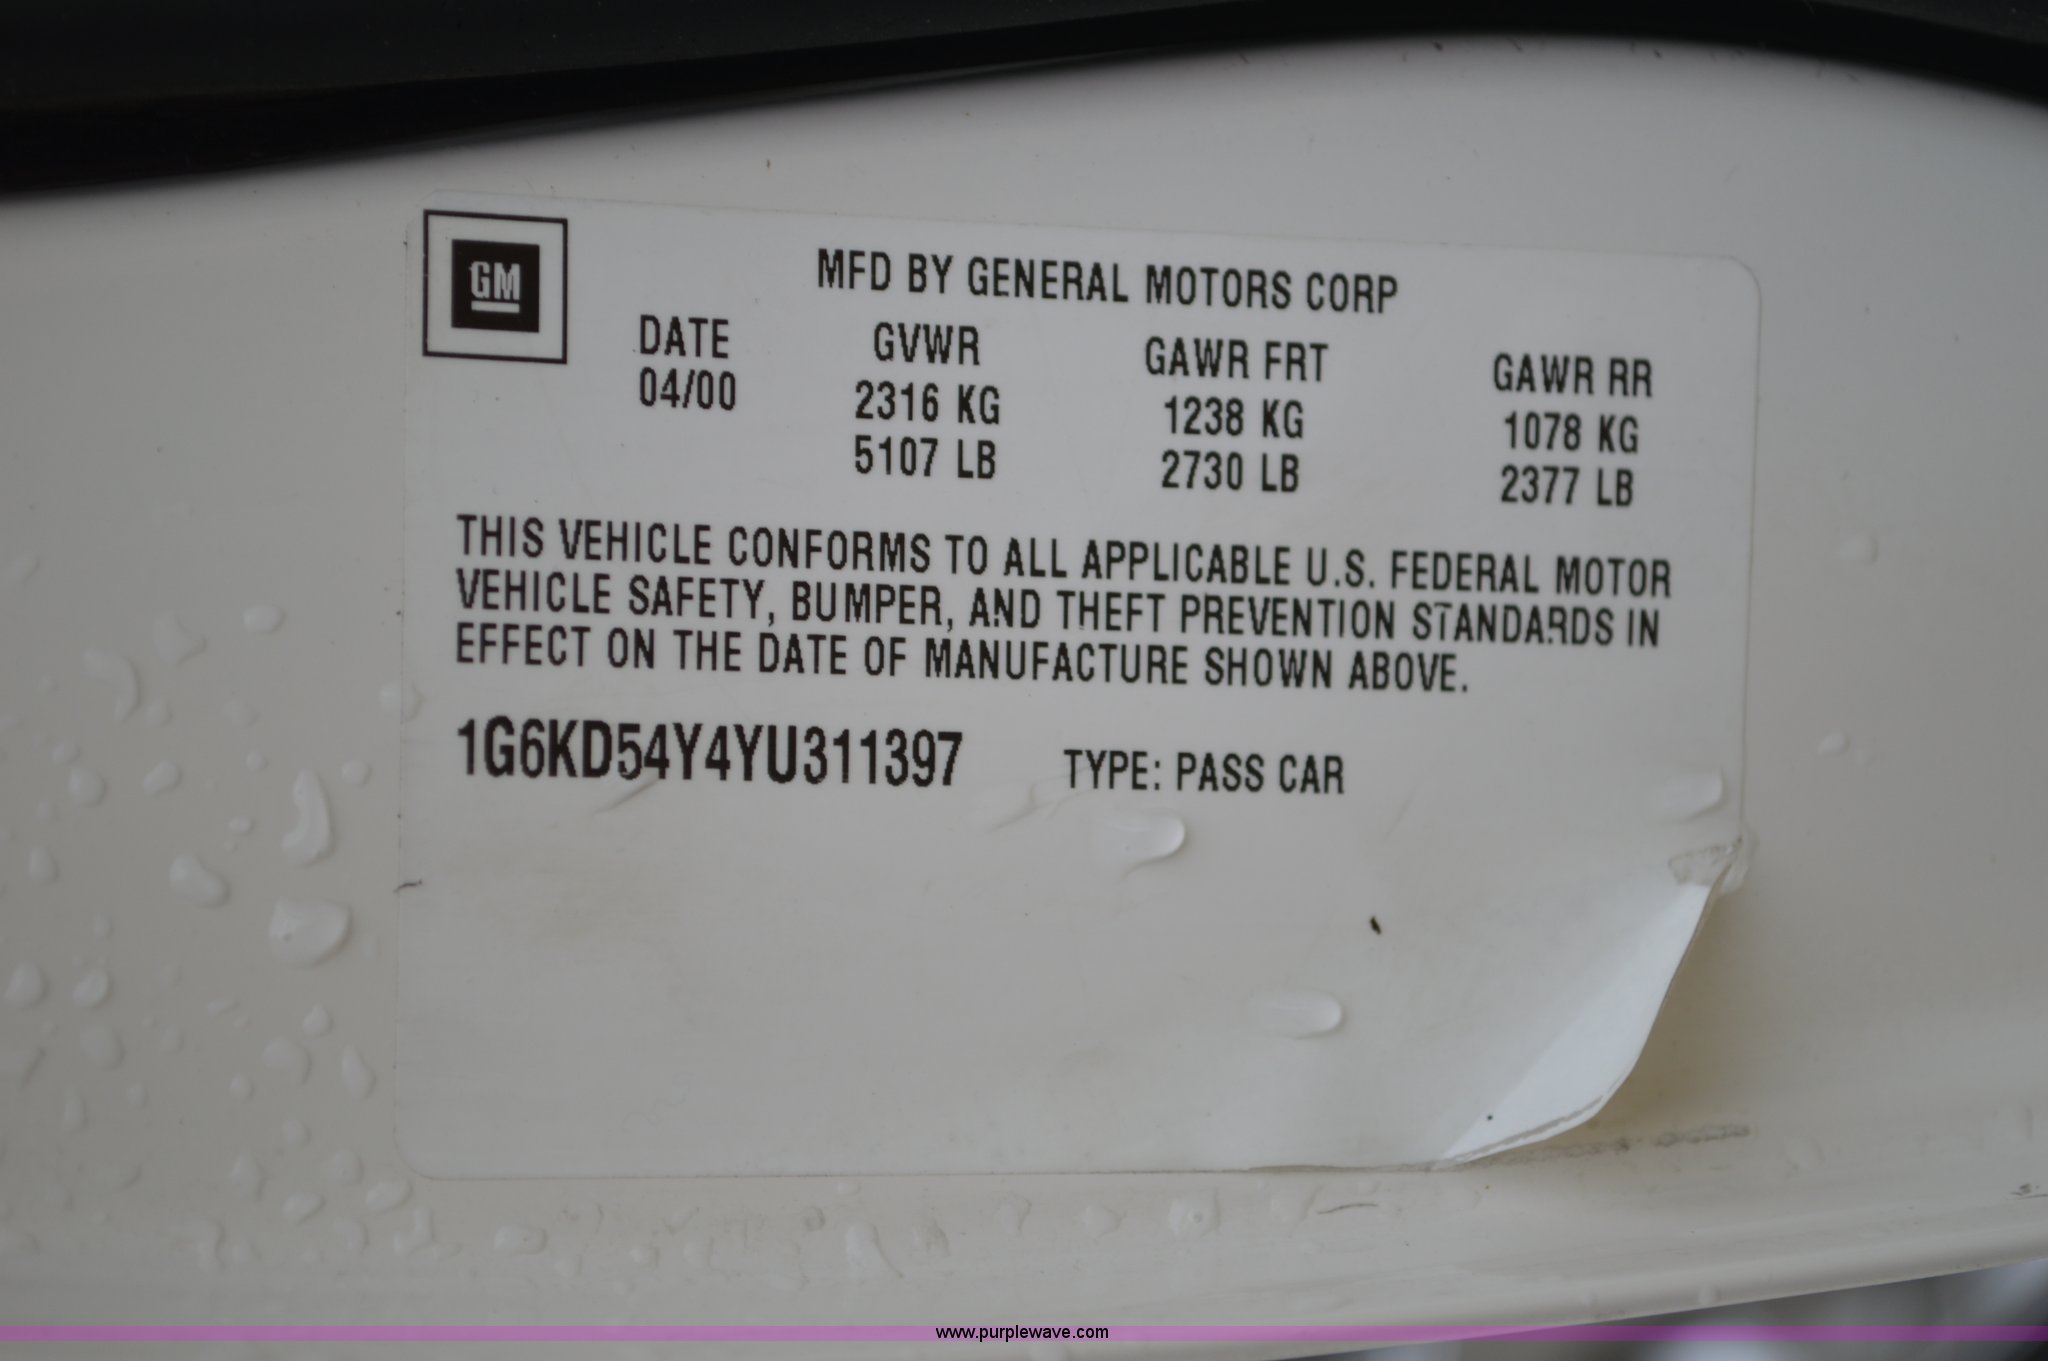 GM
MFD BY GENERAL MOTORS CORP
DATE GVWR GAWR FRT GAWR RR
04/00 2316 KG 1238 KG 1078 KG
5107 LB 2730 LB 2377 LB
THIS VEHICLE CONFORMS TO ALL APPLICABLE U.S. FEDERAL MOTOR
VEHICLE SAFETY, BUMPER, AND THEFT PREVENTION STANDARDS IN
EFFECT ON THE DATE OF MANUFACTURE SHOWN ABOVE.
1G6KD54Y4YU311397 TYPE: PASS CAR
www.purplewave.com